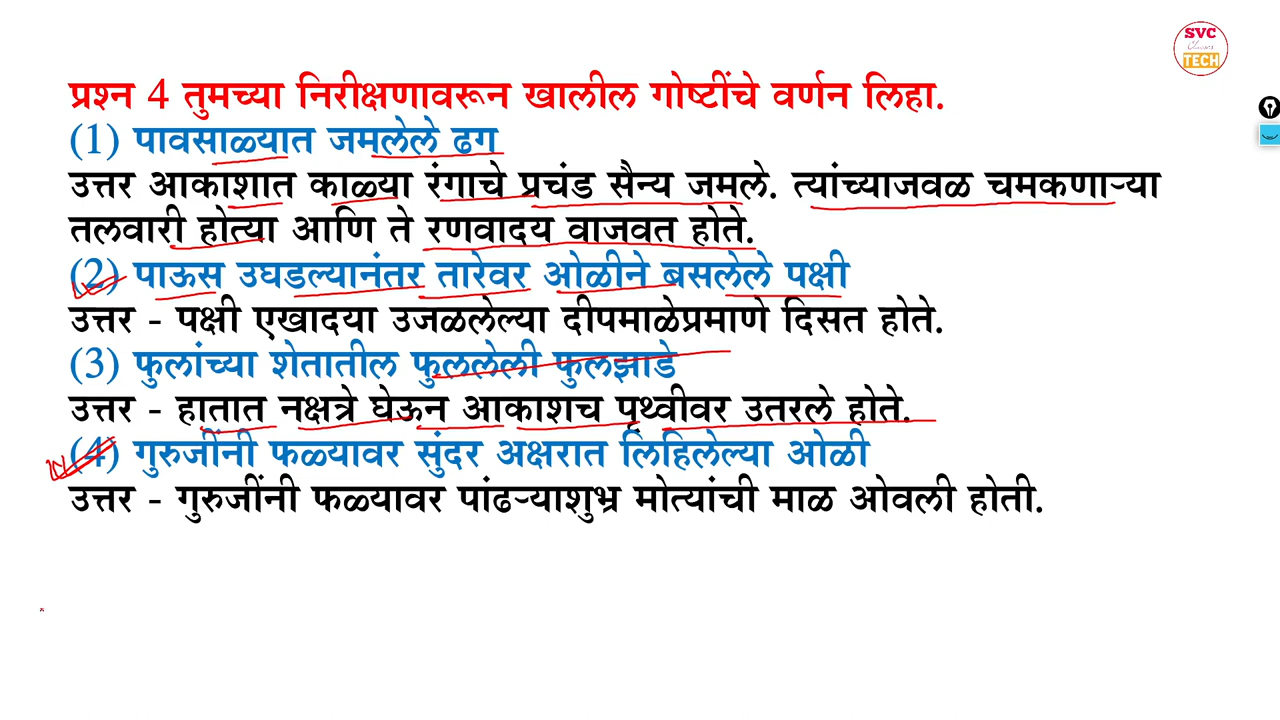 SVC
Classes
TECH
प्रश्न 4 तुमच्या निरीक्षणावरून खालील गोष्टींचे वर्णन लिहा.
(1) पावसाळ्यात जमलेले ढग
उत्तर आकाशात काळ्या रंगाचे प्रचंड सैन्य जमले. त्यांच्याजवळ चमकणाऱ्या
तलवारी होत्या आणि ते रणवादय वाजवत होते.
(2) पाऊस उघडल्यानंतर तारेवर ओळीने बसलेले पक्षी
उत्तर - पक्षी एखादया उजळलेल्या दीपमाळेप्रमाणे दिसत होते.
(3) फुलांच्या शेतातील फुललेली फुलझाडे
उत्तर - हातात नक्षत्रे घेऊन आकाशच पृथ्वीवर उतरले होते.
(4) गुरुजींनी फळ्यावर सुंदर अक्षरात लिहिलेल्या ओळी
उत्तर - गुरुजींनी फळ्यावर पांढऱ्याशुभ्र मोत्यांची माळ ओवली होती.